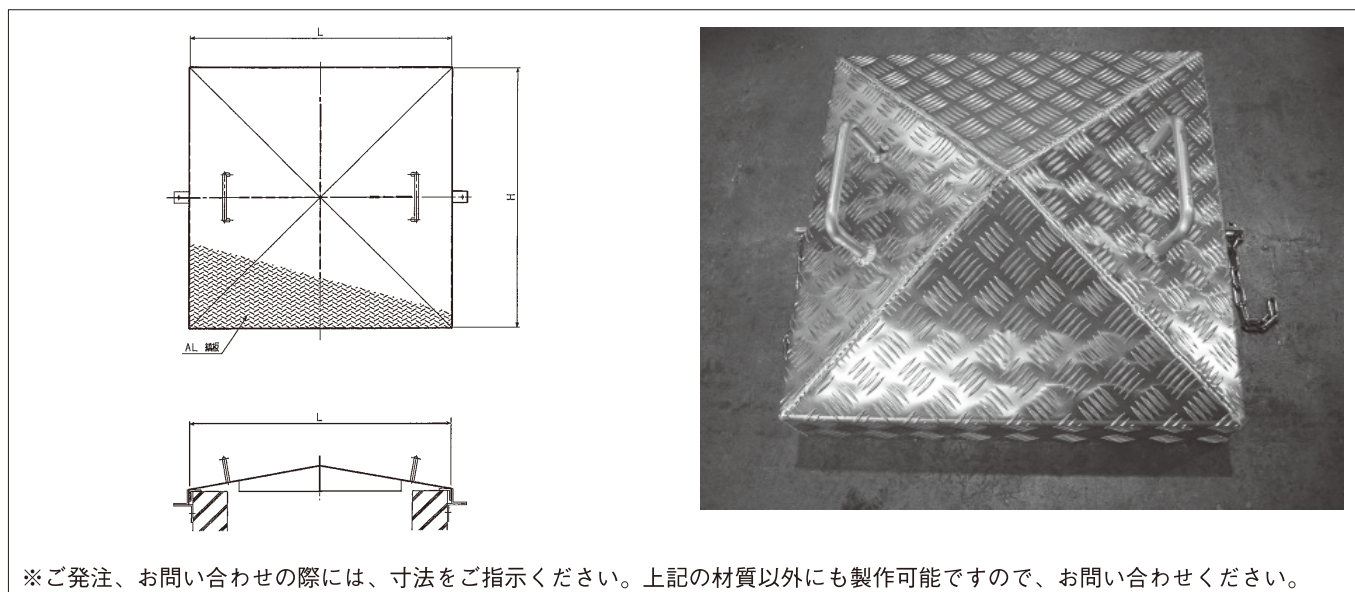 L
H
AL 縞板
L
※ご発注、お問い合わせの際には、寸法をご指示ください。上記の材質以外にも製作可能ですので、お問い合わせください。